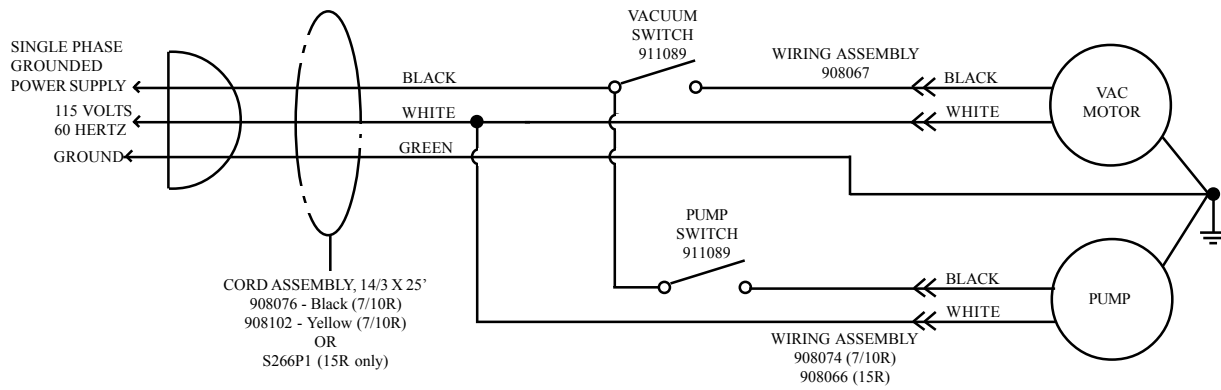 SINGLE PHASE
GROUNDED
POWER SUPPLY
115 VOLTS
60 HERTZ
GROUND
BLACK
WHITE
GREEN
VACUUM
SWITCH
911089
WIRING ASSEMBLY
908067
BLACK
WHITE
VAC
MOTOR
PUMP
SWITCH
911089
BLACK
WHITE
PUMP
CORD ASSEMBLY, 14/3 X 25’
908076 - Black (7/10R)
908102 - Yellow (7/10R)
OR
S266P1 (15R only)
WIRING ASSEMBLY
908074 (7/10R)
908066 (15R)